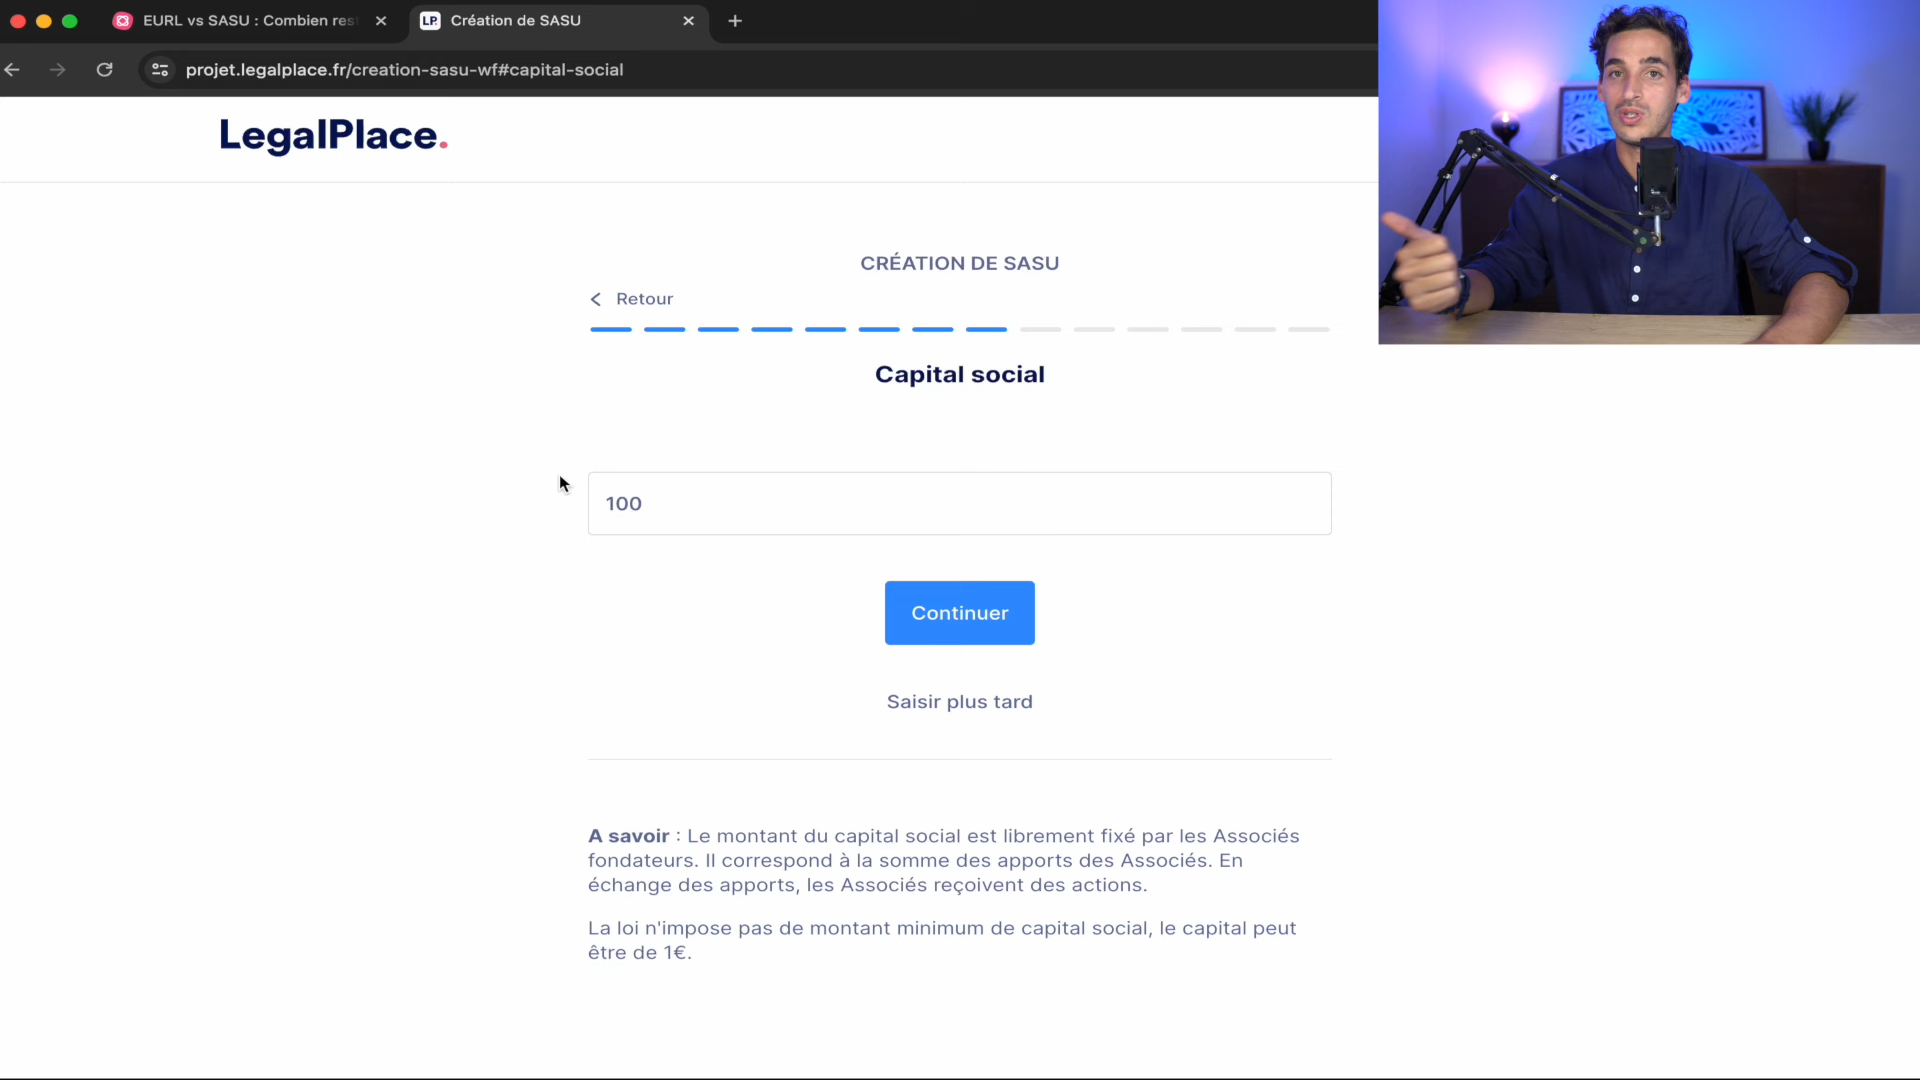 EURL vs SASU : Combien res
Création de SASU
projet.legalplace.fr/creation-sasu-wf#capital-social
LegalPlace.
CRÉATION DE SASU
Retour
Capital social
100
Continuer
Saisir plus tard
A savoir : Le montant du capital social est librement fixé par les Associés
fondateurs. Il correspond à la somme des apports des Associés. En
échange des apports, les Associés reçoivent des actions.
La loi n'impose pas de montant minimum de capital social, le capital peut
être de 1€.